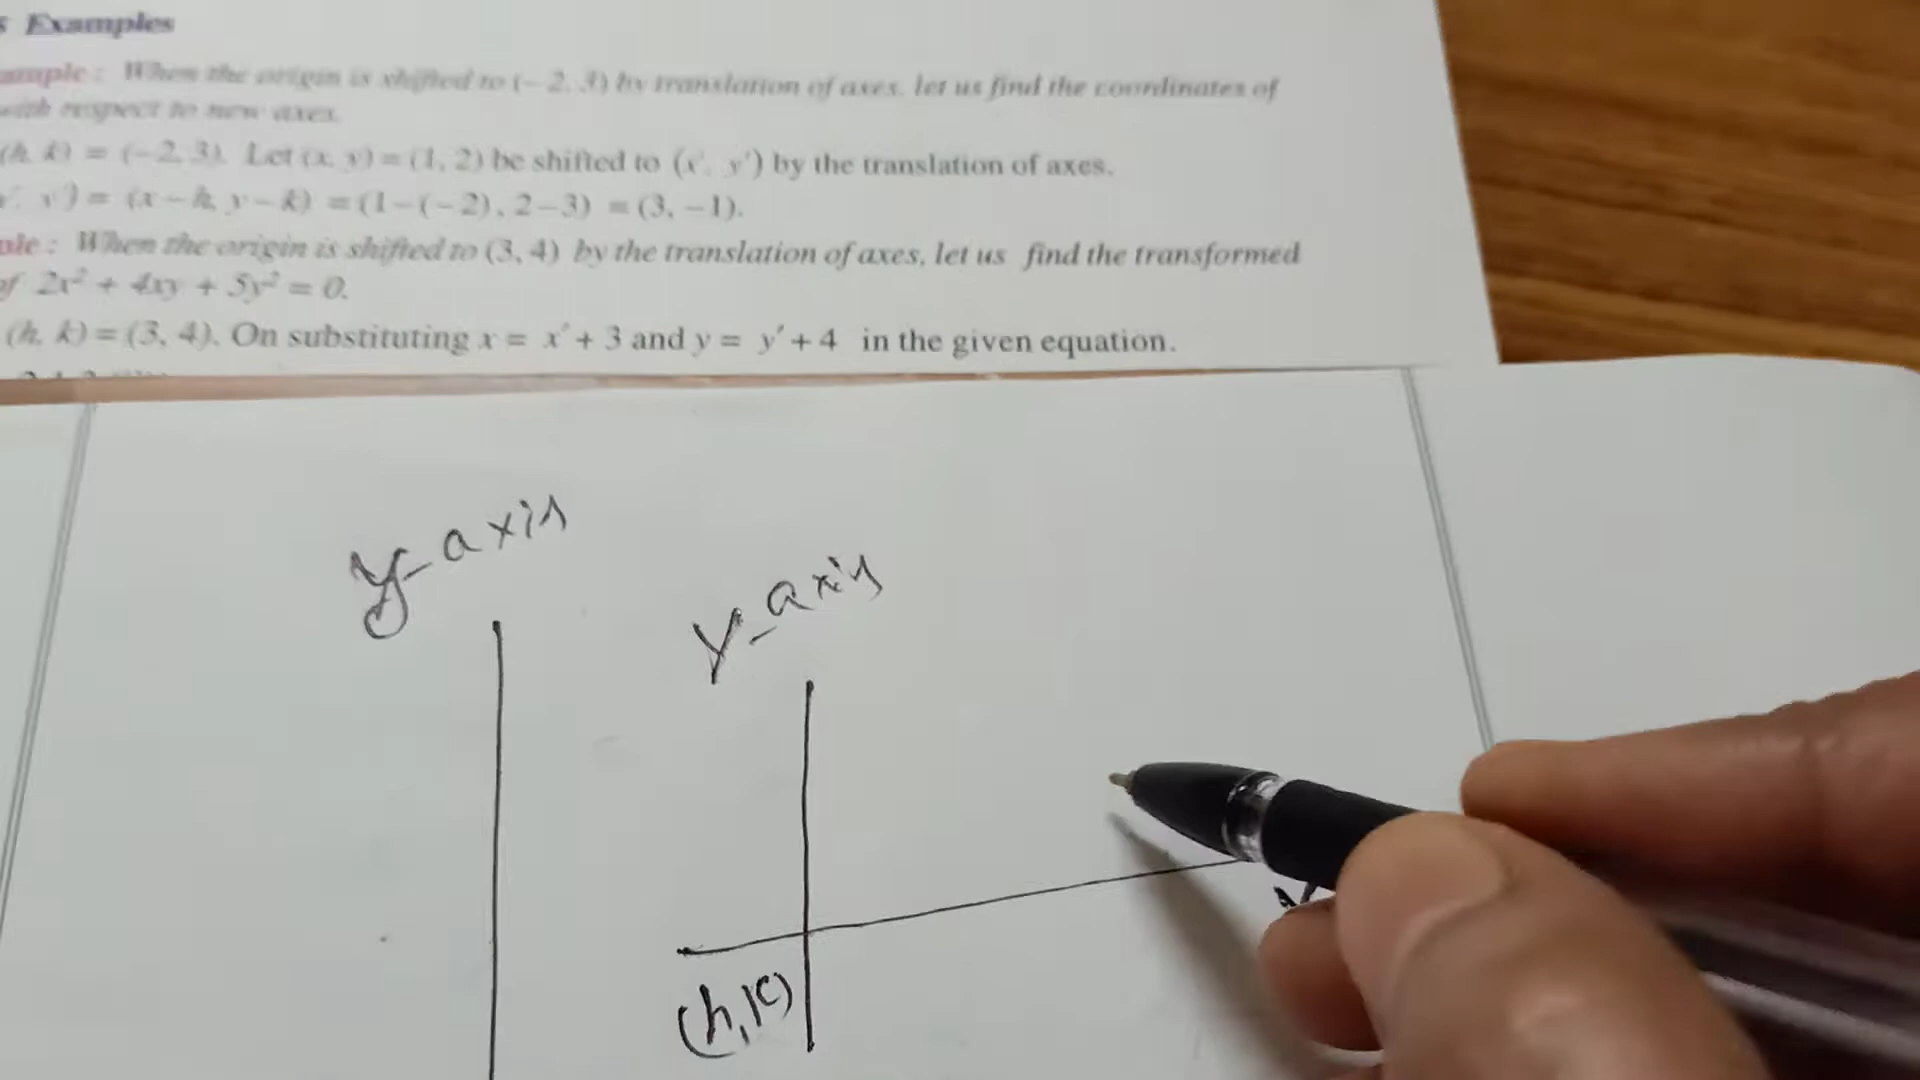 Examples
ample : When the origin is shifted to (– 2, 3) by translation of axes, let us find the coordinates of
with respect to new axes.
(h, k) = (–2, 3). Let (x, y) = (1, 2) be shifted to (x′, y′) by the translation of axes.
y′) = (x – h, y – k) = (1–(–2), 2–3) = (3, –1).
ple : When the origin is shifted to (3, 4) by the translation of axes, let us find the transformed
of 2x² + 4xy + 5y² = 0.
(h, k) = (3, 4). On substituting x = x′ + 3 and y = y′ + 4 in the given equation.
y-axis
Y-axis
(h, k)